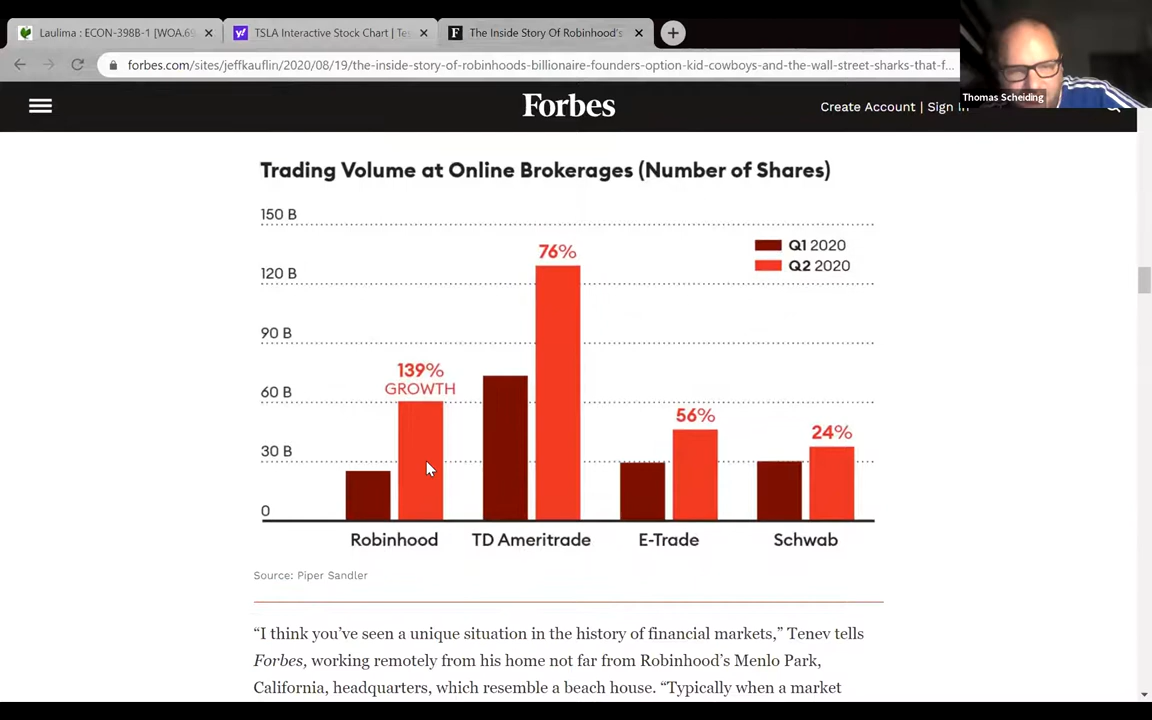 Laulima : ECON-398B-1 [WOA.69
TSLA Interactive Stock Chart | Tes
The Inside Story Of Robinhood's
forbes.com/sites/jeffkauflin/2020/08/19/the-inside-story-of-robinhoods-billionaire-founders-option-kid-cowboys-and-the-wall-street-sharks-that-f...
Thomas Scheiding
Forbes
Create Account | Sign In
Trading Volume at Online Brokerages (Number of Shares)
150 B
Q1 2020
Q2 2020
76%
120 B
90 B
139%
GROWTH
60 B
56%
24%
30 B
0
Robinhood TD Ameritrade E-Trade Schwab
Source: Piper Sandler
“I think you’ve seen a unique situation in the history of financial markets,” Tenev tells
Forbes, working remotely from his home not far from Robinhood’s Menlo Park,
California, headquarters, which resemble a beach house. “Typically when a market